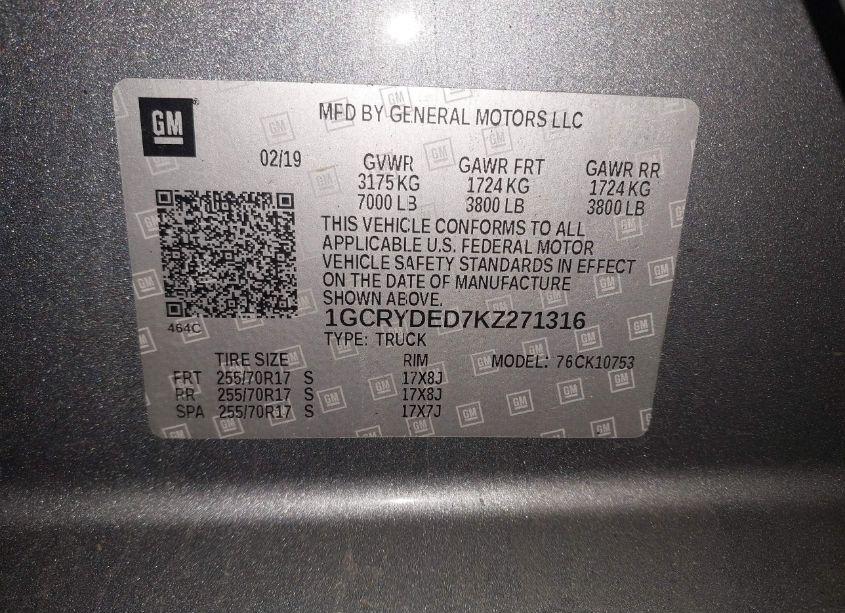 GM
MFD BY GENERAL MOTORS LLC
02/19 GVWR GAWR FRT GAWR RR
3175 KG 1724 KG 1724 KG
7000 LB 3800 LB 3800 LB
THIS VEHICLE CONFORMS TO ALL
APPLICABLE U.S. FEDERAL MOTOR
VEHICLE SAFETY STANDARDS IN EFFECT
ON THE DATE OF MANUFACTURE
SHOWN ABOVE.
464C
1GCRYDED7KZ271316
TYPE: TRUCK
TIRE SIZE RIM MODEL: 76CK10753
FRT 255/70R17 S 17X8J
RR 255/70R17 S 17X8J
SPA 255/70R17 S 17X7J